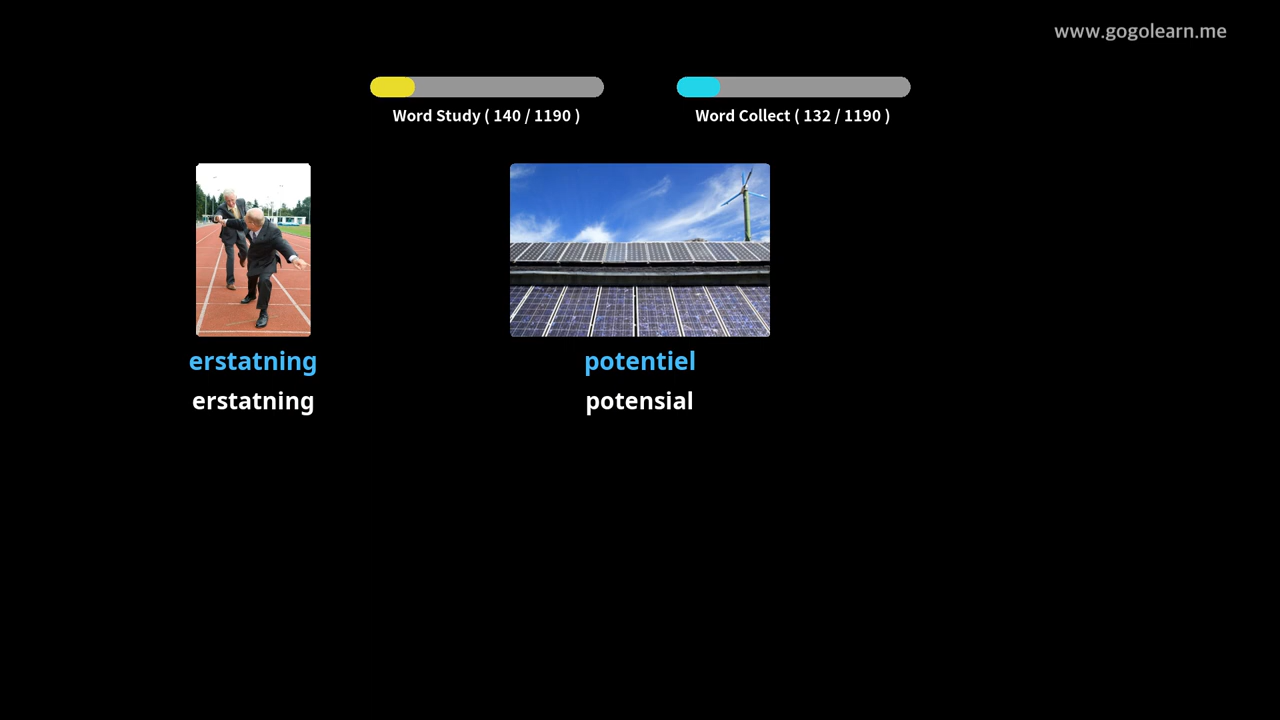 www.gogolearn.me
Word Study ( 140 / 1190 )
Word Collect ( 132 / 1190 )
erstatning
erstatning
potentiel
potensial